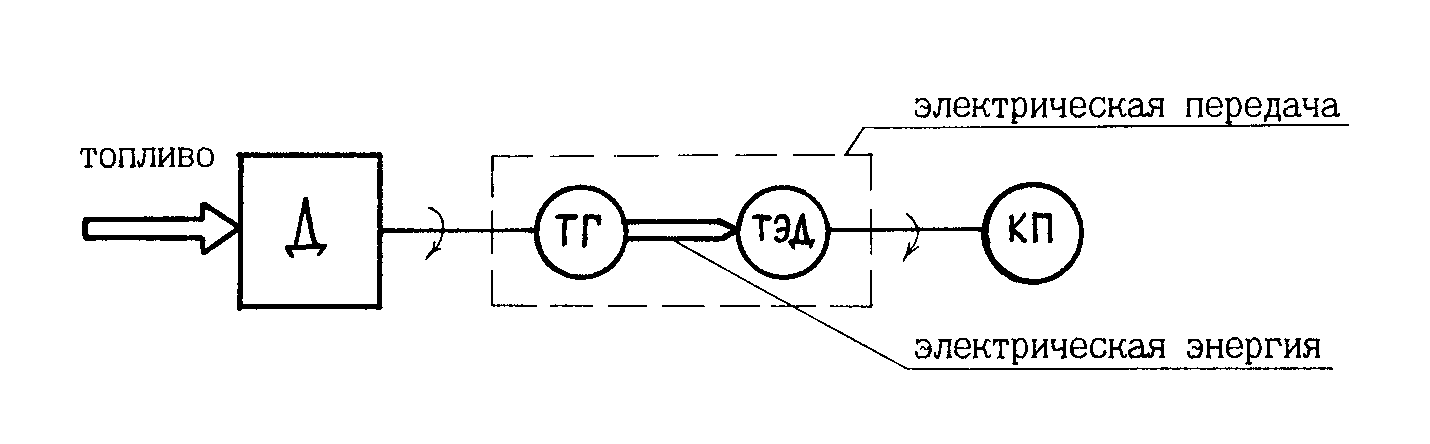 электрическая передача
топливо
Д
ТГ
ТЭД
КП
электрическая энергия